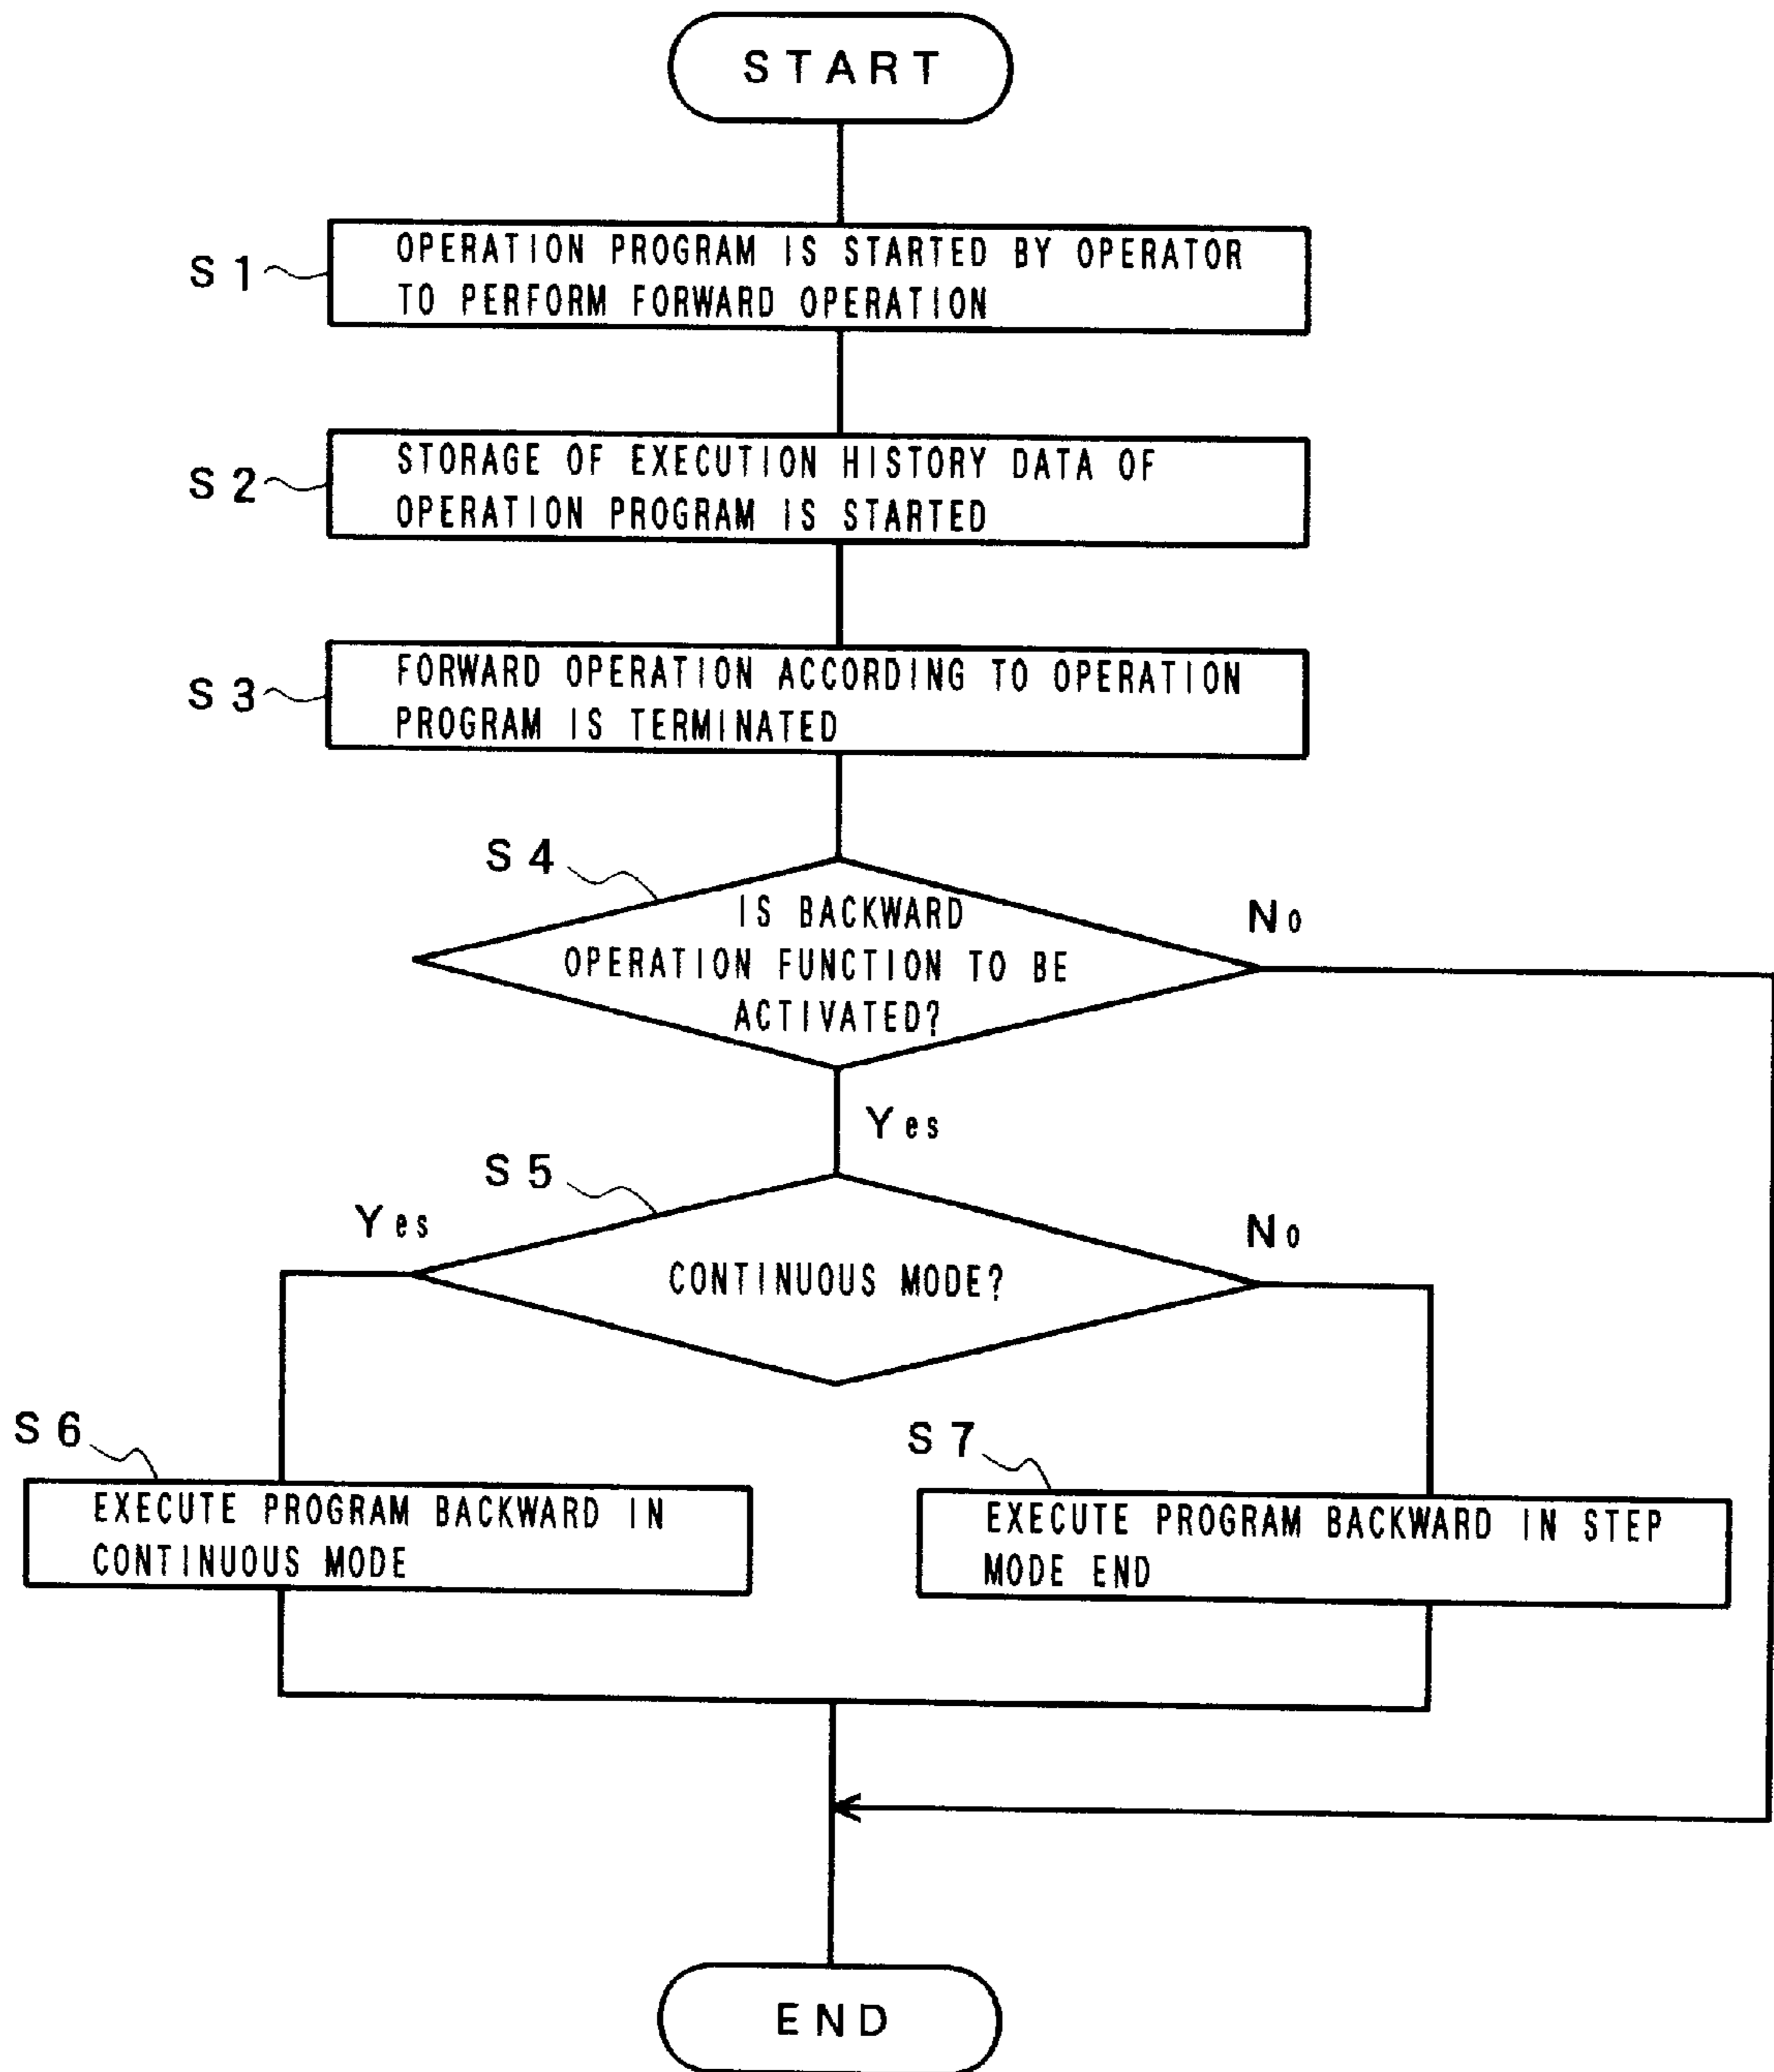 START
S1
OPERATION PROGRAM IS STARTED BY OPERATOR
TO PERFORM FORWARD OPERATION
S2
STORAGE OF EXECUTION HISTORY DATA OF
OPERATION PROGRAM IS STARTED
S3
FORWARD OPERATION ACCORDING TO OPERATION
PROGRAM IS TERMINATED
S4
IS BACKWARD
OPERATION FUNCTION TO BE
ACTIVATED?
No
Yes
S5
Yes
CONTINUOUS MODE?
No
S6
EXECUTE PROGRAM BACKWARD IN
CONTINUOUS MODE
S7
EXECUTE PROGRAM BACKWARD IN STEP
MODE END
END